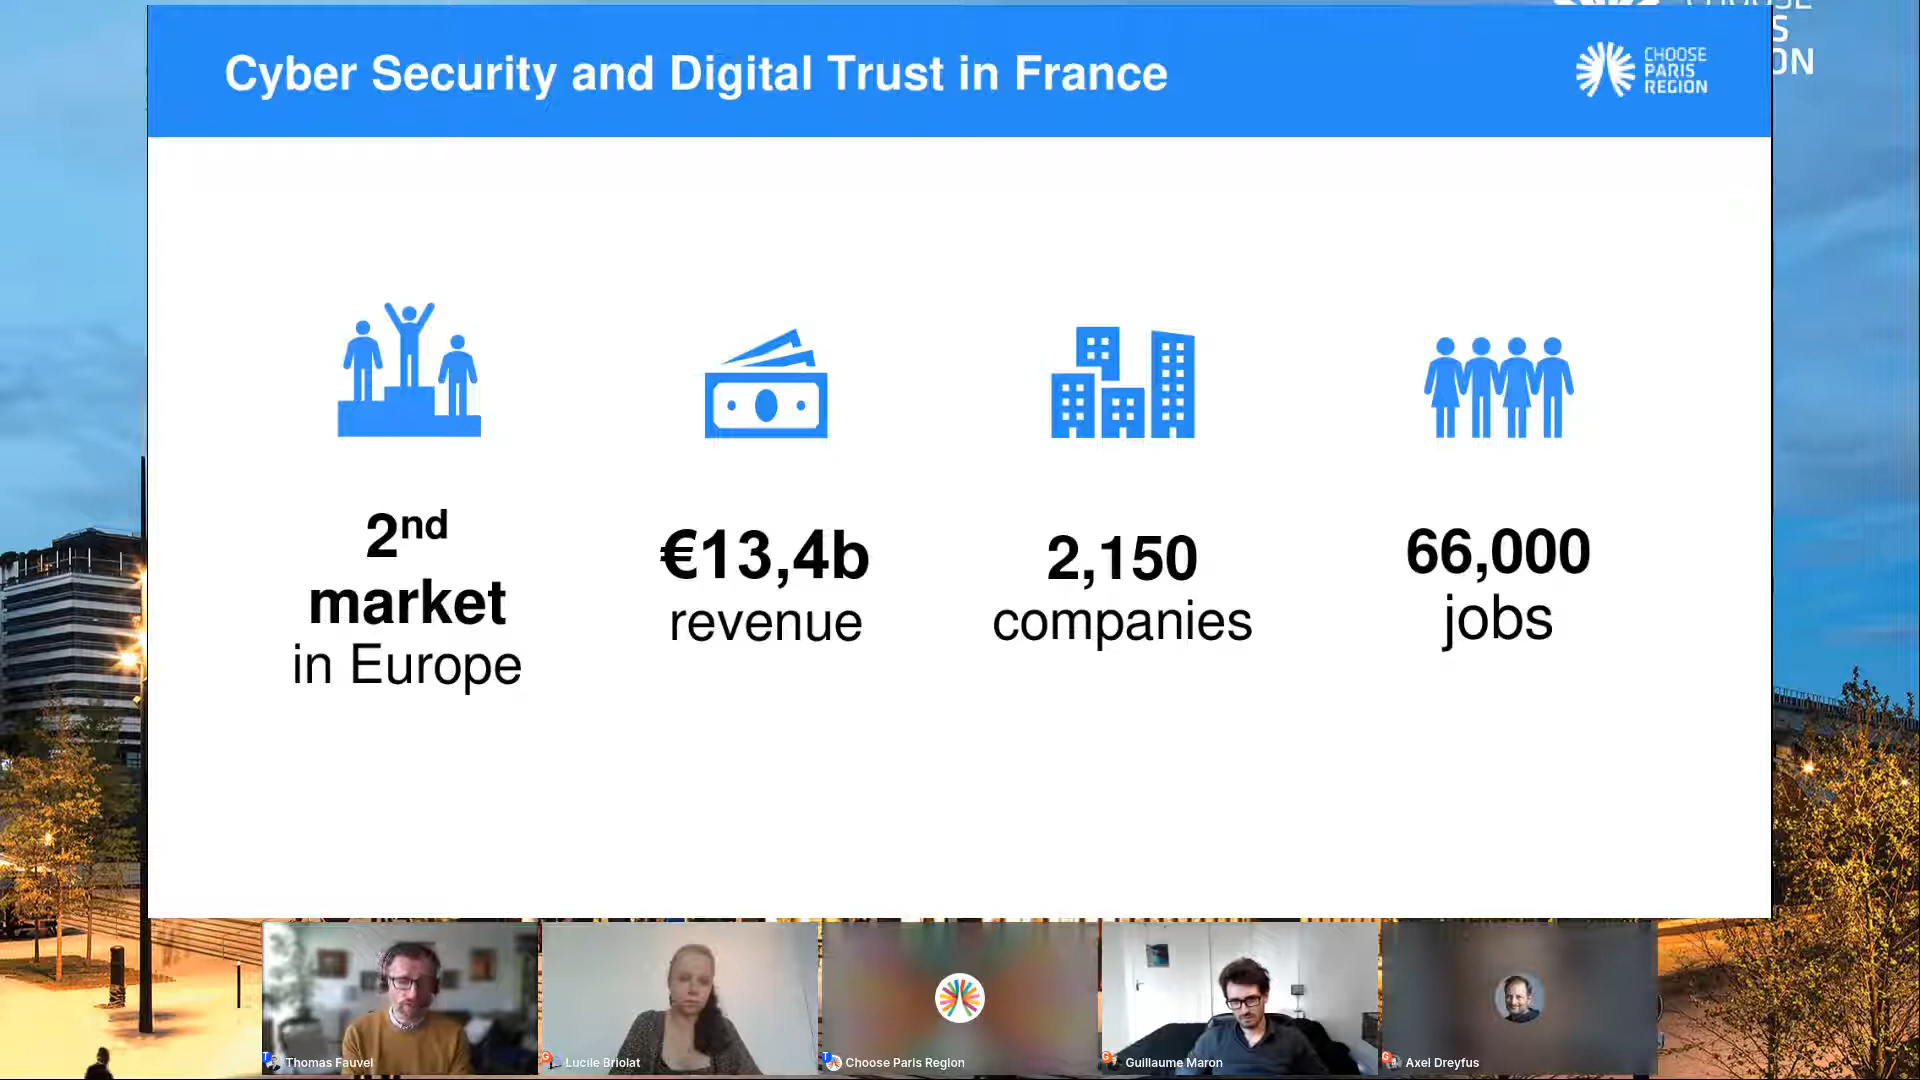 Cyber Security and Digital Trust in France
CHOOSE
PARIS
REGION
S
ON
2nd
market
in Europe
€13,4b
revenue
2,150
companies
66,000
jobs
Thomas Fauvel
Lucile Briolat
Choose Paris Region
Guillaume Maron
Axel Dreyfus